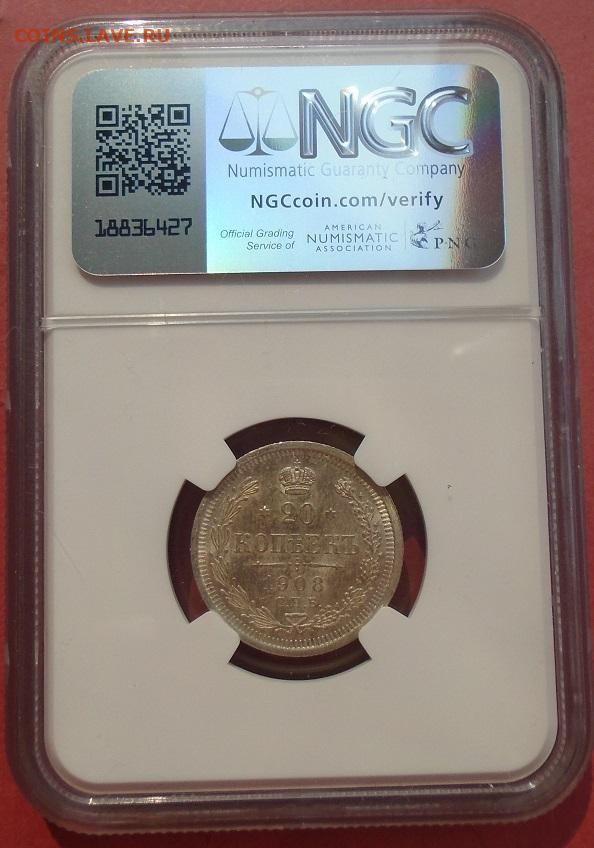 COINS.LAVE.RU
NGC
Numismatic Guaranty Company
NGCcoin.com/verify
18836427
Official Grading
Service of
AMERICAN
NUMISMATIC
ASSOCIATION
PNG
20
КОПѢЕКЪ
1908